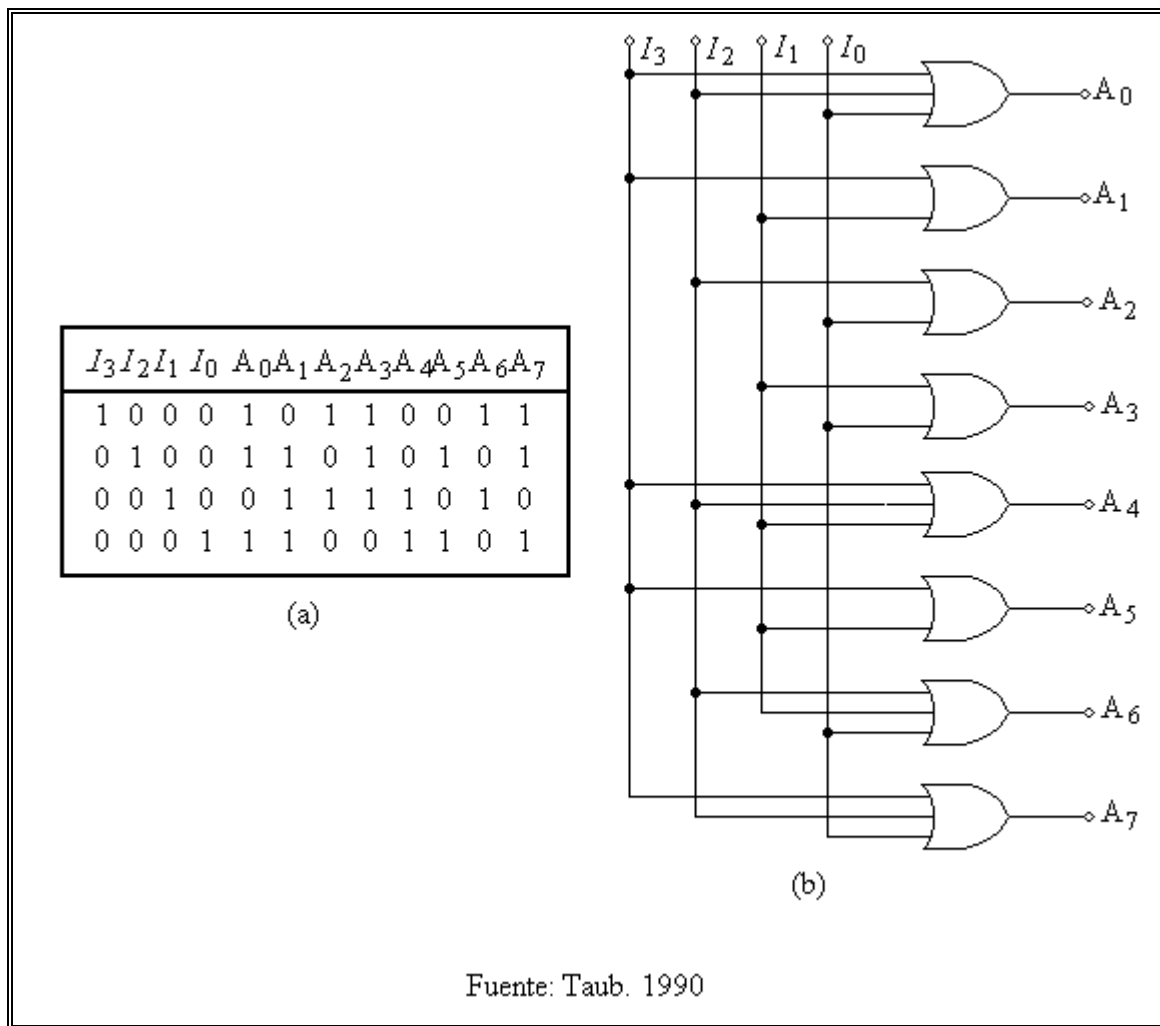 I3 I2 I1 I0 A0 A1 A2 A3 A4 A5 A6 A7
1 0 0 0 1 0 1 1 0 0 1 1
0 1 0 0 1 1 0 1 0 1 0 1
0 0 1 0 0 1 1 1 1 0 1 0
0 0 0 1 1 1 0 0 1 1 0 1
(a)
I3 I2 I1 I0
A0
A1
A2
A3
A4
A5
A6
A7
(b)
Fuente: Taub. 1990